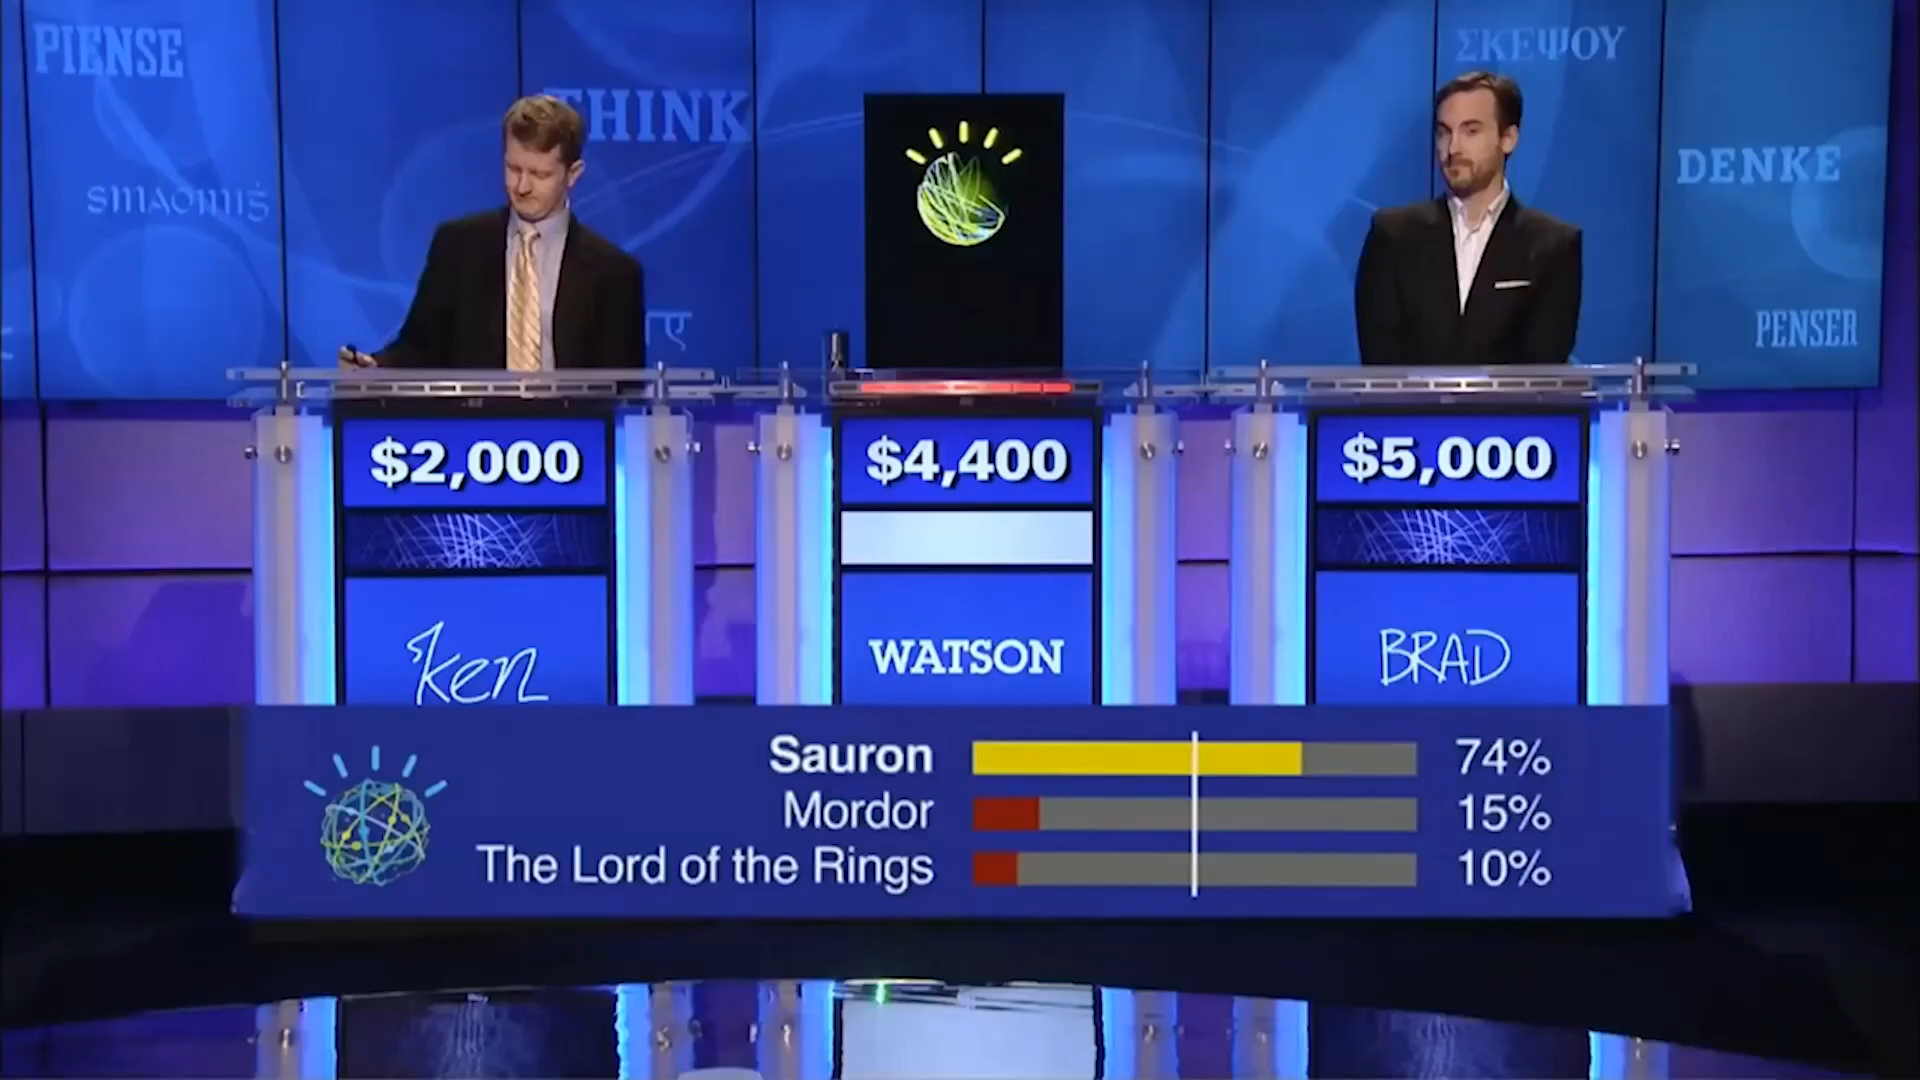 PIENSE
THINK
ΣΚΕΨΟΥ
DENKE
PENSER
$2,000
$4,400
$5,000
Ken
WATSON
BRAD
Sauron 74%
Mordor 15%
The Lord of the Rings 10%